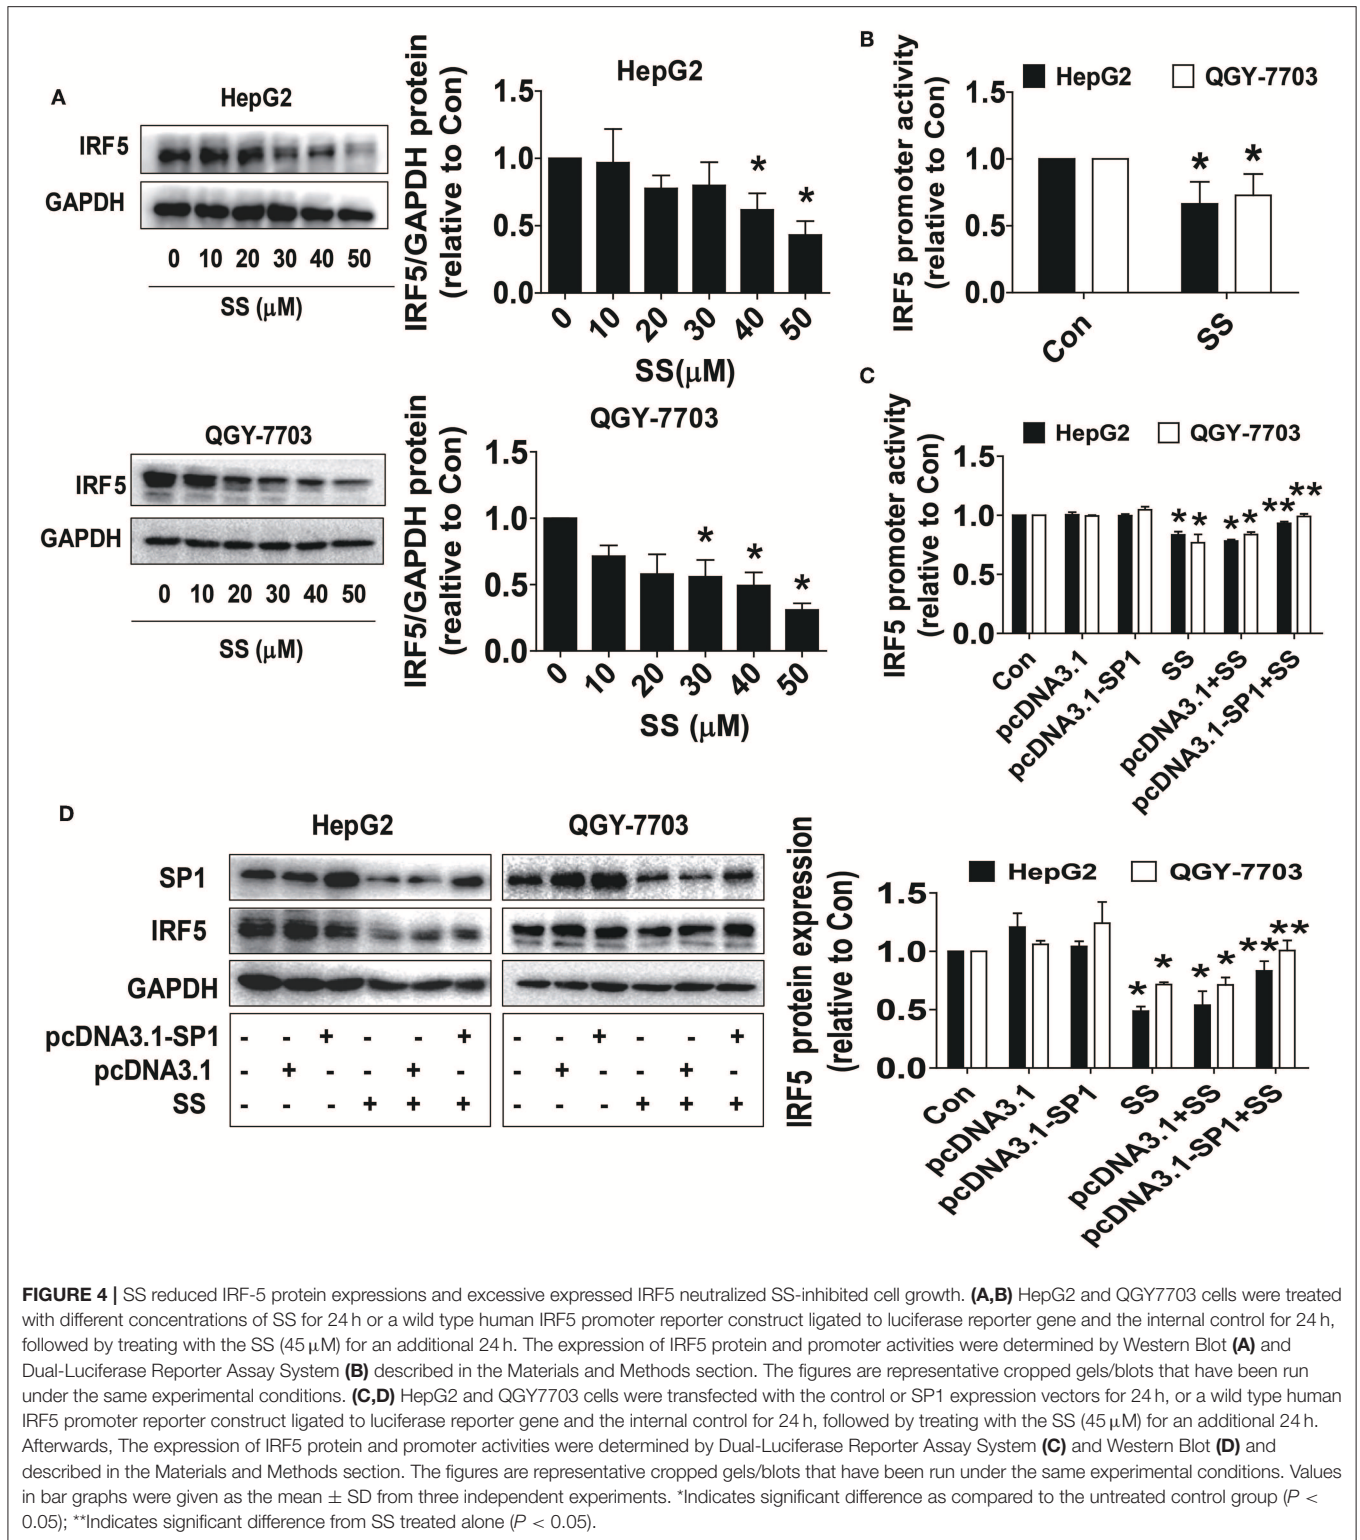 A
HepG2
IRF5
GAPDH
0 10 20 30 40 50
SS (μM)
HepG2
IRF5/GAPDH protein
(relative to Con)
1.5
1.0
0.5
0.0
* *
0 10 20 30 40 50
SS(μM)
B
HepG2 QGY-7703
IRF5 promoter activity
(relative to Con)
1.5
1.0
0.5
0.0
* *
Con SS
QGY-7703
IRF5
GAPDH
0 10 20 30 40 50
SS (μM)
QGY-7703
IRF5/GAPDH protein
(realtive to Con)
1.5
1.0
0.5
0.0
* * *
0 10 20 30 40 50
SS (μM)
C
HepG2 QGY-7703
IRF5 promoter activity
(relative to Con)
1.5
1.0
0.5
0.0
* * * * ** **
Con pcDNA3.1 pcDNA3.1-SP1 SS pcDNA3.1+SS pcDNA3.1-SP1+SS
D
HepG2 QGY-7703
SP1
IRF5
GAPDH
pcDNA3.1-SP1 - - + - - + - - + - - +
pcDNA3.1 - + - - + - - + - - + -
SS - - - + + + - - - + + +
IRF5 protein expression
(relative to Con)
HepG2 QGY-7703
1.5
1.0
0.5
0.0
* * * * ** **
Con pcDNA3.1 pcDNA3.1-SP1 SS pcDNA3.1+SS pcDNA3.1-SP1+SS
FIGURE 4 | SS reduced IRF-5 protein expressions and excessive expressed IRF5 neutralized SS-inhibited cell growth. (A,B) HepG2 and QGY7703 cells were treated
with different concentrations of SS for 24 h or a wild type human IRF5 promoter reporter construct ligated to luciferase reporter gene and the internal control for 24 h,
followed by treating with the SS (45 μM) for an additional 24 h. The expression of IRF5 protein and promoter activities were determined by Western Blot (A) and
Dual-Luciferase Reporter Assay System (B) described in the Materials and Methods section. The figures are representative cropped gels/blots that have been run
under the same experimental conditions. (C,D) HepG2 and QGY7703 cells were transfected with the control or SP1 expression vectors for 24 h, or a wild type human
IRF5 promoter reporter construct ligated to luciferase reporter gene and the internal control for 24 h, followed by treating with the SS (45 μM) for an additional 24 h.
Afterwards, The expression of IRF5 protein and promoter activities were determined by Dual-Luciferase Reporter Assay System (C) and Western Blot (D) and
described in the Materials and Methods section. The figures are representative cropped gels/blots that have been run under the same experimental conditions. Values
in bar graphs were given as the mean ± SD from three independent experiments. *Indicates significant difference as compared to the untreated control group (P <
0.05); **Indicates significant difference from SS treated alone (P < 0.05).